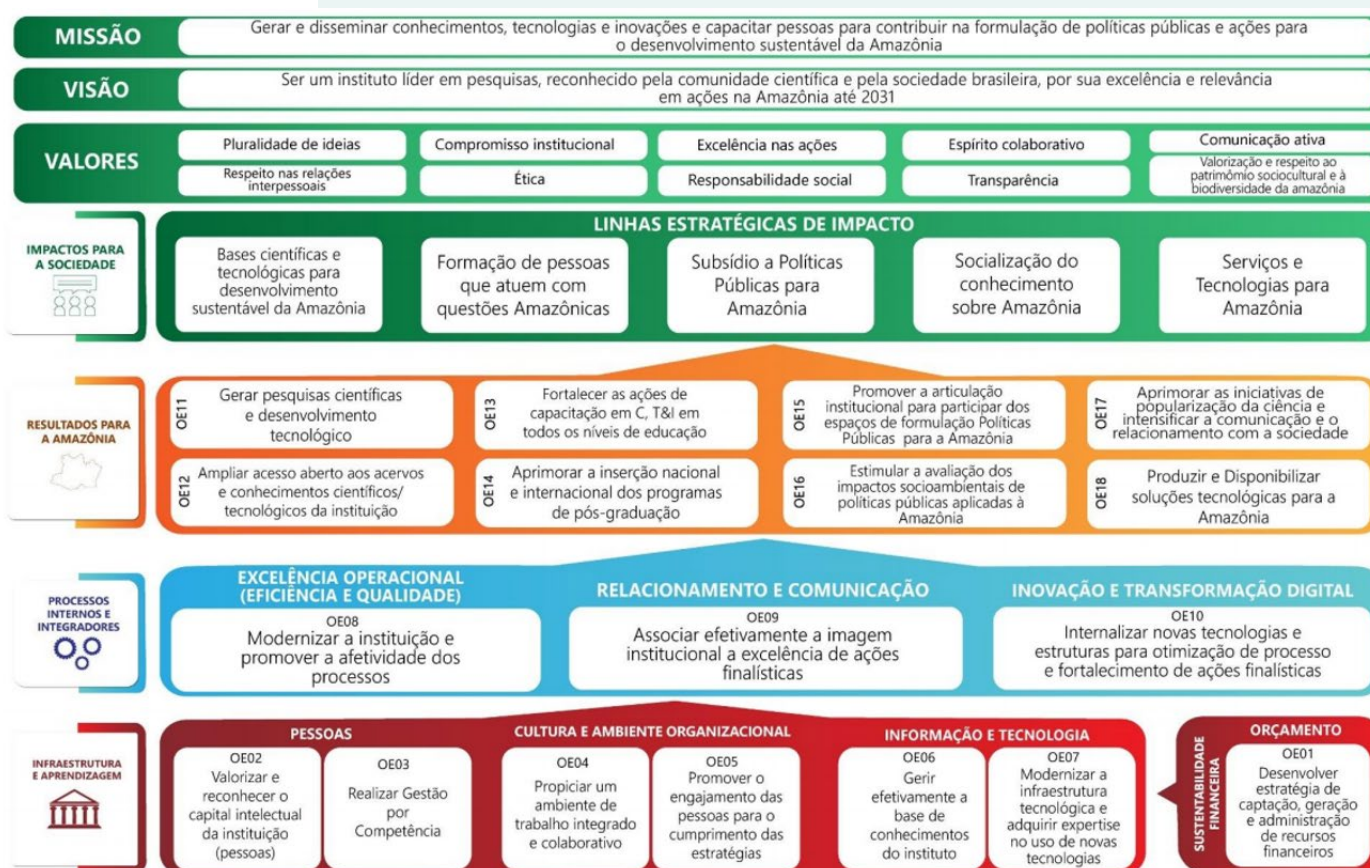 MISSÃO
Gerar e disseminar conhecimentos, tecnologias e inovações e capacitar pessoas para contribuir na formulação de políticas públicas e ações para
o desenvolvimento sustentável da Amazônia
VISÃO
Ser um instituto líder em pesquisas, reconhecido pela comunidade científica e pela sociedade brasileira, por sua excelência e relevância
em ações na Amazônia até 2031
VALORES
Pluralidade de ideias
Compromisso institucional
Excelência nas ações
Espírito colaborativo
Comunicação ativa
Respeito nas relações
interpessoais
Ética
Responsabilidade social
Transparência
Valorização e respeito ao
patrimômio sociocultural e à
biodiversidade da amazônia
IMPACTOS PARA
A SOCIEDADE
LINHAS ESTRATÉGICAS DE IMPACTO
Bases científicas e
tecnológicas para
desenvolvimento
sustentável da Amazônia
Formação de pessoas
que atuem com
questões Amazônicas
Subsídio a Políticas
Públicas para
Amazônia
Socialização do
conhecimento
sobre Amazônia
Serviços e
Tecnologias para
Amazônia
RESULTADOS PARA
A AMAZÔNIA
OE11
Gerar pesquisas científicas
e desenvolvimento
tecnológico
OE13
Fortalecer as ações de
capacitação em C, T&I em
todos os níveis de educação
OE15
Promover a articulação
institucional para participar dos
espaços de formulação Políticas
Públicas para a Amazônia
OE17
Aprimorar as iniciativas de
popularização da ciência e
intensificar a comunicação e o
relacionamento com a sociedade
OE12
Ampliar acesso aberto aos acervos
e conhecimentos científicos/
tecnológicos da instituição
OE14
Aprimorar a inserção nacional
e internacional dos programas
de pós-graduação
OE16
Estimular a avaliação dos
impactos socioambientais de
políticas públicas aplicadas à
Amazônia
OE18
Produzir e Disponibilizar
soluções tecnológicas para a
Amazônia
PROCESSOS
INTERNOS E
INTEGRADORES
EXCELÊNCIA OPERACIONAL
(EFICIÊNCIA E QUALIDADE)
OE08
Modernizar a instituição e
promover a afetividade dos
processos
RELACIONAMENTO E COMUNICAÇÃO
OE09
Associar efetivamente a imagem
institucional a excelência de ações
finalísticas
INOVAÇÃO E TRANSFORMAÇÃO DIGITAL
OE10
Internalizar novas tecnologias e
estruturas para otimização de processo
e fortalecimento de ações finalísticas
INFRAESTRUTURA
E APRENDIZAGEM
PESSOAS
OE02
Valorizar e
reconhecer o
capital intelectual
da instituição
(pessoas)
OE03
Realizar Gestão
por
Competência
CULTURA E AMBIENTE ORGANIZACIONAL
OE04
Propiciar um
ambiente de
trabalho integrado
e colaborativo
OE05
Promover o
engajamento das
pessoas para o
cumprimento das
estratégias
INFORMAÇÃO E TECNOLOGIA
OE06
Gerir
efetivamente a
base de
conhecimentos
do instituto
OE07
Modernizar a
infraestrutura
tecnológica e
adquirir expertise
no uso de novas
tecnologias
SUSTENTABILIDADE
FINANCEIRA
ORÇAMENTO
OE01
Desenvolver
estratégia de
captação, geração
e administração
de recursos
financeiros